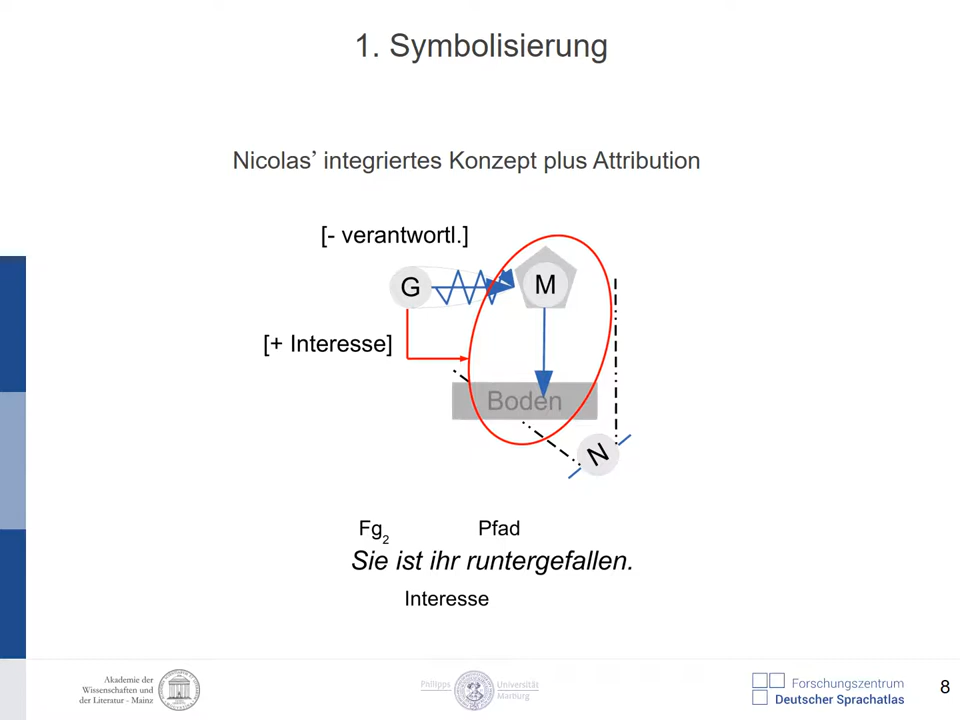 1. Symbolisierung
Nicolas’ integriertes Konzept plus Attribution
[- verantwortl.]
G
M
[+ Interesse]
Boden
N
Fg2
Pfad
Sie ist ihr runtergefallen.
Interesse
Akademie der
Wissenschaften und
der Literatur - Mainz
Philipps
Universität
Marburg
Forschungszentrum
Deutscher Sprachatlas
8